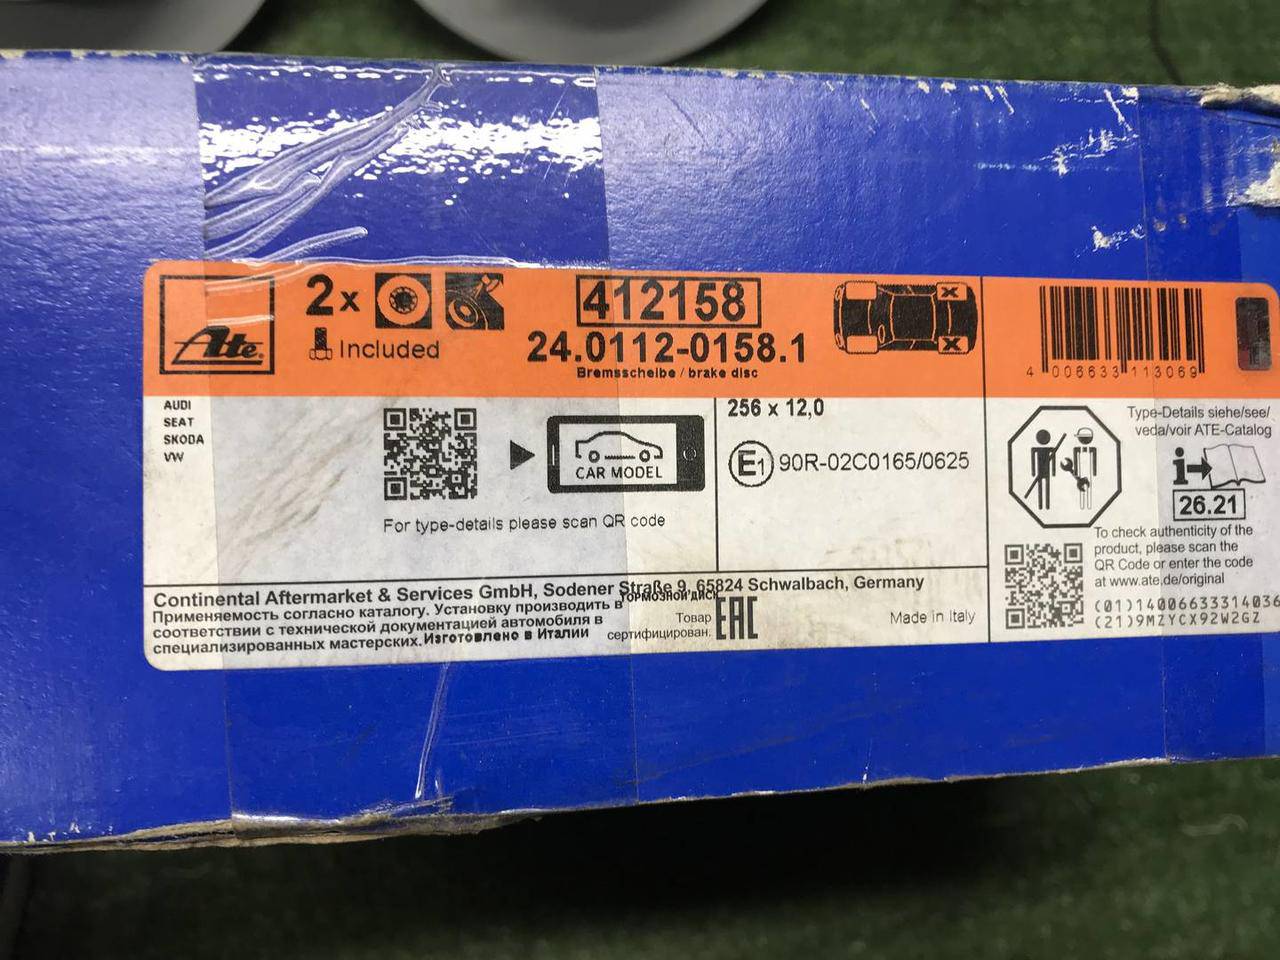 Ate
2x
Included
412158
24.0112-0158.1
Bremsscheibe / brake disc
X
X
4 006633 113069
AUDI
SEAT
SKODA
VW
CAR MODEL
For type-details please scan QR code
256 x 12,0
E1 90R-02C0165/0625
Type-Details siehe/see/
veda/voir ATE-Catalog
i
26.21
To check authenticity of the
product, please scan the
QR Code or enter the code
at www.ate.de/original
(01)14006633314036
(21)9MZYCX92W2GZ
Continental Aftermarket & Services GmbH, Sodener Straße 9, 65824 Schwalbach, Germany
Применяемость согласно каталогу. Установку производить в
соответствии с технической документацией автомобиля в
специализированных мастерских. Изготовлено в Италии
ТОРМОЗНОЙ ДИСК
Товар
сертифицирован.
EAC
Made in Italy